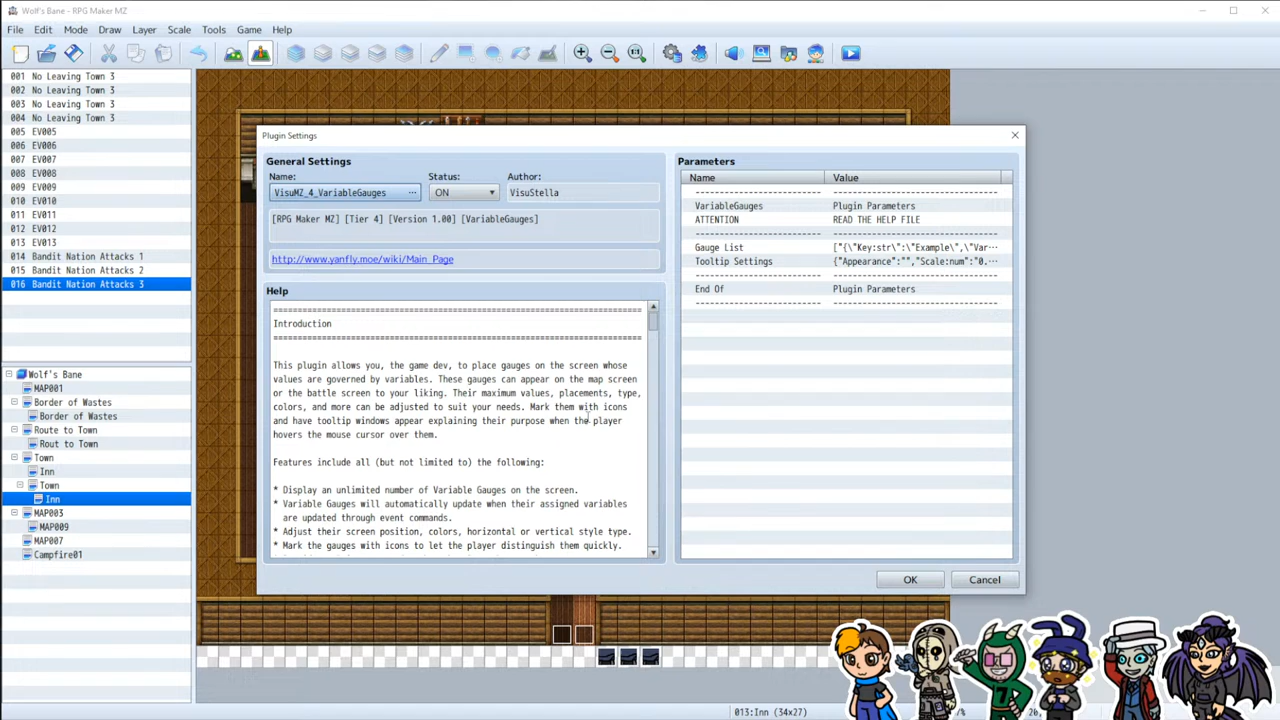 Wolf's Bane - RPG Maker MZ
File Edit Mode Draw Layer Scale Tools Game Help
001 No Leaving Town 3
002 No Leaving Town 3
003 No Leaving Town 3
004 No Leaving Town 3
005 EV005
006 EV006
007 EV007
008 EV008
009 EV009
010 EV010
011 EV011
012 EV012
013 EV013
014 Bandit Nation Attacks 1
015 Bandit Nation Attacks 2
016 Bandit Nation Attacks 3
Wolf's Bane
MAP001
Border of Wastes
Border of Wastes
Route to Town
Rout to Town
Town
Inn
Town
Inn
MAP003
MAP009
MAP007
Campfire01
Plugin Settings
General Settings
Name: Status: Author:
VisuMZ_4_VariableGauges ... ON VisuStella
[RPG Maker MZ] [Tier 4] [Version 1.00] [VariableGauges]
http://www.yanfly.moe/wiki/Main_Page
Help
============================================================================
Introduction
============================================================================
This plugin allows you, the game dev, to place gauges on the screen whose
values are governed by variables. These gauges can appear on the map screen
or the battle screen to your liking. Their maximum values, placements, type,
colors, and more can be adjusted to suit your needs. Mark them with icons
and have tooltip windows appear explaining their purpose when the player
hovers the mouse cursor over them.
Features include all (but not limited to) the following:
* Display an unlimited number of Variable Gauges on the screen.
* Variable Gauges will automatically update when their assigned variables
are updated through event commands.
* Adjust their screen position, colors, horizontal or vertical style type.
* Mark the gauges with icons to let the player distinguish them quickly.
Parameters
Name Value
-------------------------- ----------------------------------
VariableGauges Plugin Parameters
ATTENTION READ THE HELP FILE
-------------------------- ----------------------------------
Gauge List ["{\"Key:str\":\"Example\",\"Var...
Tooltip Settings {"Appearance":"","Scale:num":"0....
-------------------------- ----------------------------------
End Of Plugin Parameters
-------------------------- ----------------------------------
OK Cancel
7
013:Inn (34x27)